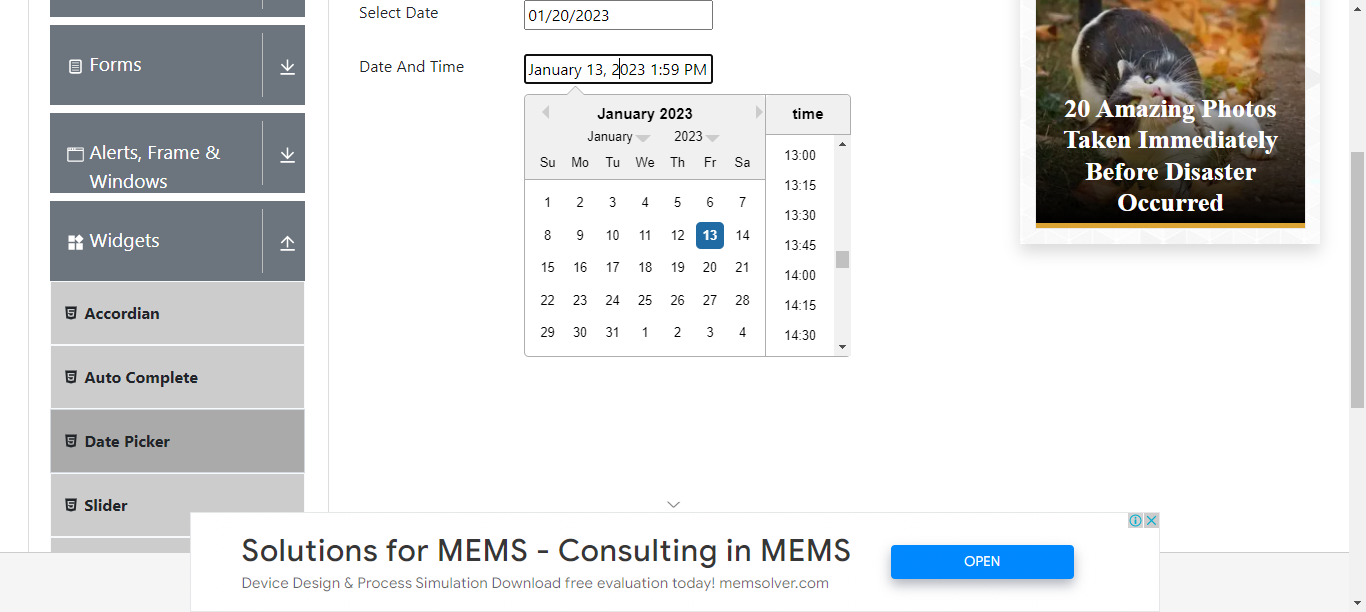 Select Date
01/20/2023
Forms
Date And Time
January 13, 2023 1:59 PM
January 2023
January
2023
time
Su Mo Tu We Th Fr Sa
1 2 3 4 5 6 7
8 9 10 11 12 13 14
15 16 17 18 19 20 21
22 23 24 25 26 27 28
29 30 31 1 2 3 4
13:00
13:15
13:30
13:45
14:00
14:15
14:30
20 Amazing Photos
Taken Immediately
Before Disaster
Occurred
Alerts, Frame &
Windows
Widgets
Accordian
Auto Complete
Date Picker
Slider
Solutions for MEMS - Consulting in MEMS
Device Design & Process Simulation Download free evaluation today! memsolver.com
OPEN